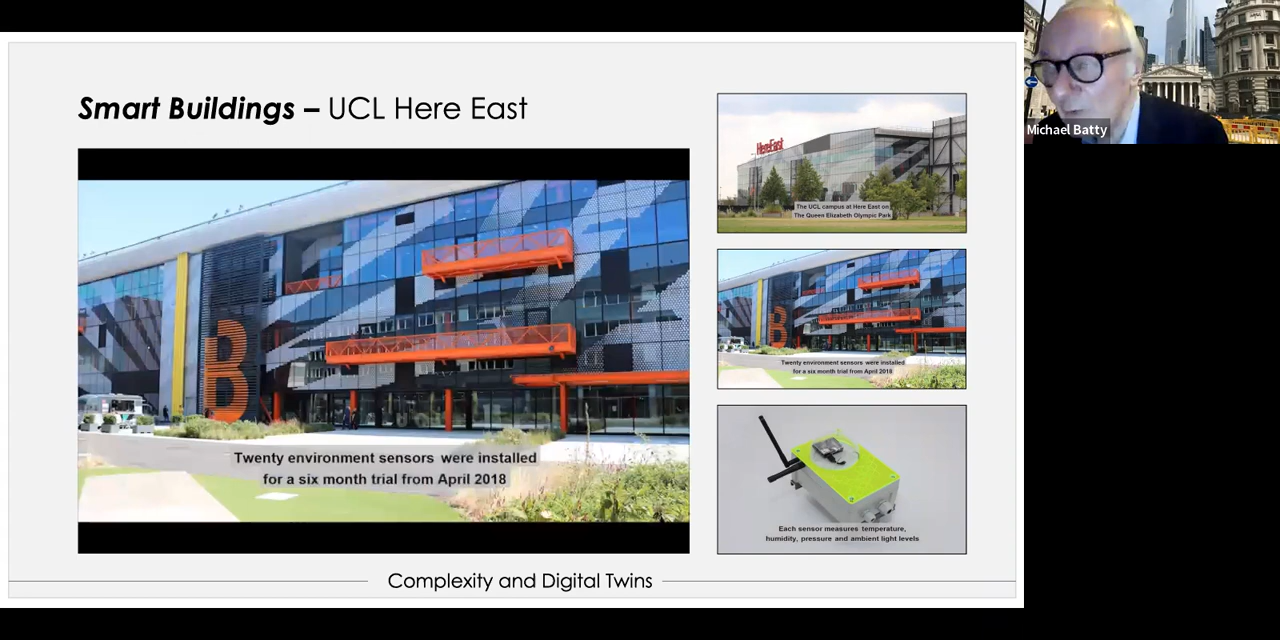 Smart Buildings – UCL Here East
B
Twenty environment sensors were installed
for a six month trial from April 2018
HereEast
The UCL campus at Here East on
The Queen Elizabeth Olympic Park
B
Twenty environment sensors were installed
for a six month trial from April 2018
Each sensor measures temperature,
humidity, pressure and ambient light levels
Complexity and Digital Twins
Michael Batty